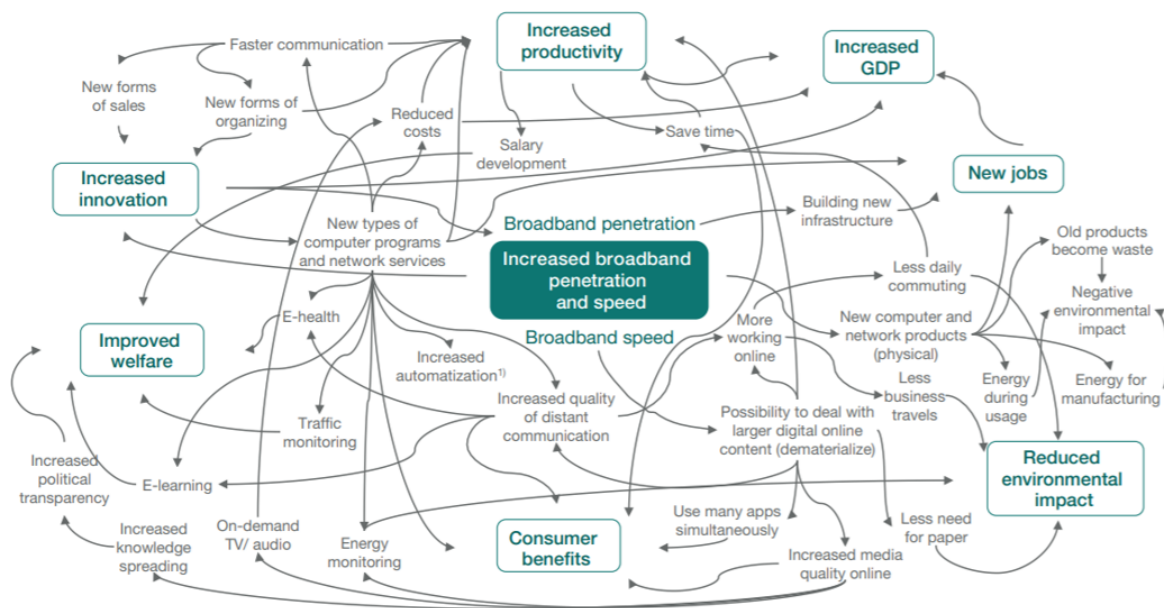 Faster communication
New forms
of sales
New forms of
organizing
Increased
productivity
Increased
GDP
Reduced
costs
Salary
development
Save time
Increased
innovation
New jobs
New types of
computer programs
and network services
Broadband penetration
Building new
infrastructure
Increased broadband
penetration
and speed
Broadband speed
Old products
become waste
Less daily
commuting
Negative
environmental
impact
E-health
Improved
welfare
More
working
online
New computer and
network products
(physical)
Increased
automatization¹⁾
Traffic
monitoring
Increased quality
of distant
communication
Less
business
travels
Energy
during
usage
Energy for
manufacturing
Possibility to deal with
larger digital online
content (dematerialize)
Increased
political
transparency
E-learning
Reduced
environmental
impact
Increased
knowledge
spreading
On-demand
TV/ audio
Energy
monitoring
Consumer
benefits
Use many apps
simultaneously
Less need
for paper
Increased media
quality online